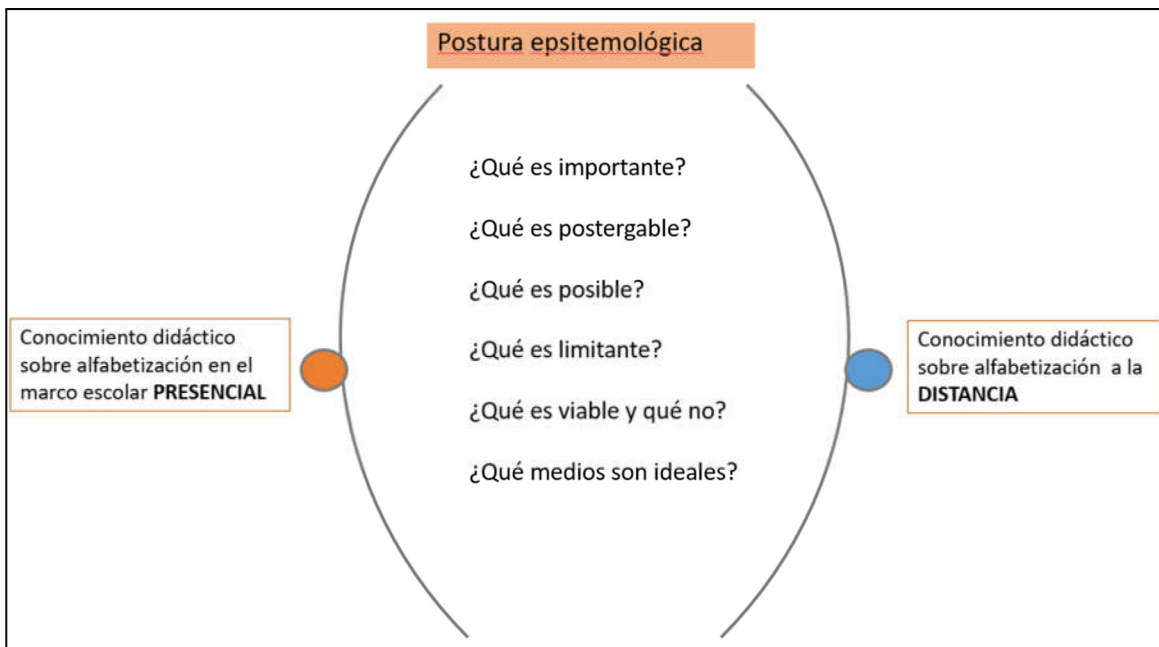 Postura epsitemológica
¿Qué es importante?
¿Qué es postergable?
¿Qué es posible?
¿Qué es limitante?
¿Qué es viable y qué no?
¿Qué medios son ideales?
Conocimiento didáctico
sobre alfabetización en el
marco escolar PRESENCIAL
Conocimiento didáctico
sobre alfabetización a la
DISTANCIA